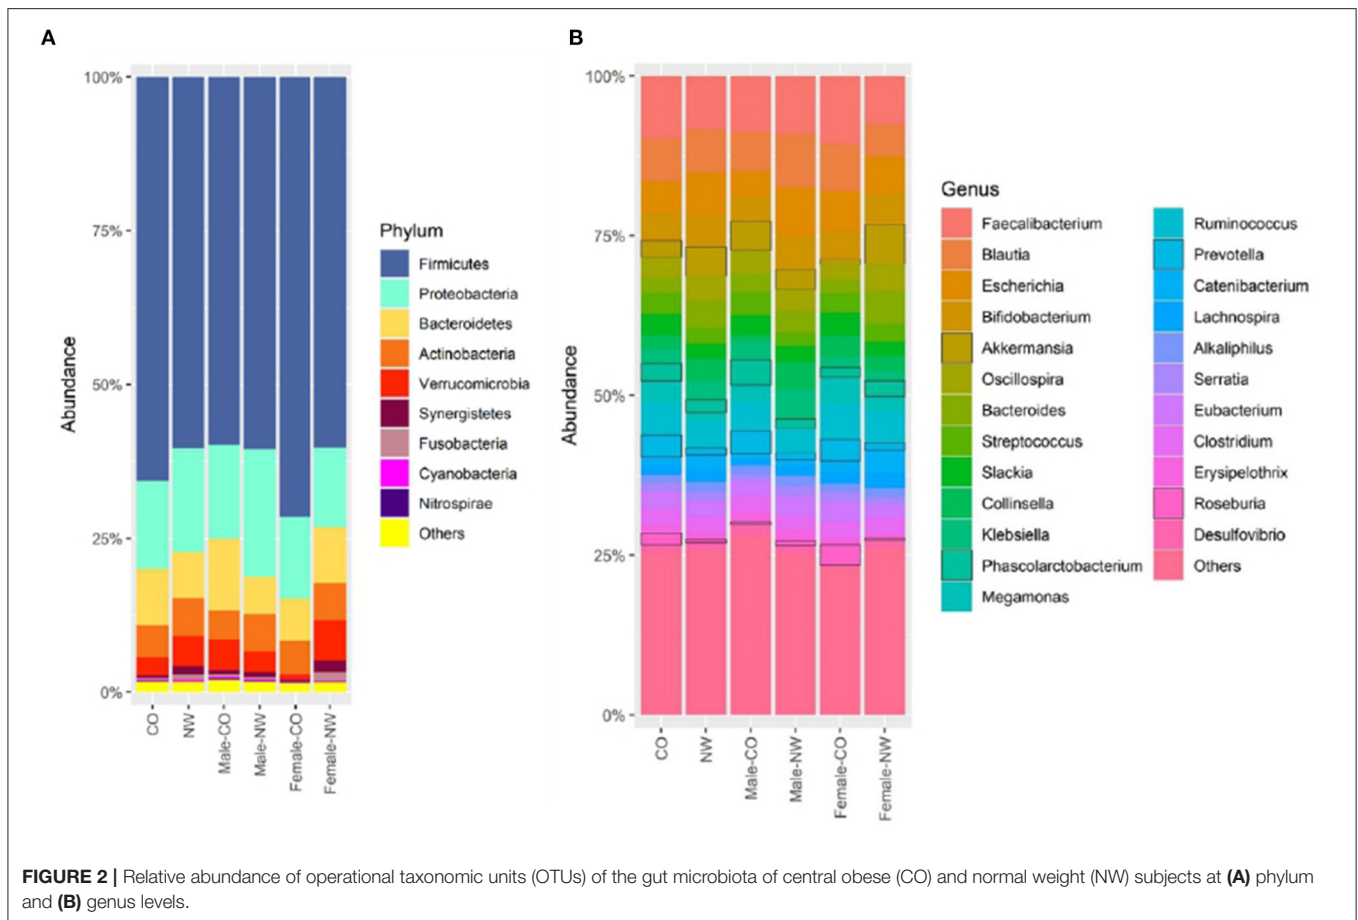 A
100%
75%
50%
25%
0%
Abundance
CO
NW
Male-CO
Male-NW
Female-CO
Female-NW
Phylum
Firmicutes
Proteobacteria
Bacteroidetes
Actinobacteria
Verrucomicrobia
Synergistetes
Fusobacteria
Cyanobacteria
Nitrospirae
Others
B
100%
75%
50%
25%
0%
Abundance
CO
NW
Male-CO
Male-NW
Female-CO
Female-NW
Genus
Faecalibacterium
Blautia
Escherichia
Bifidobacterium
Akkermansia
Oscillospira
Bacteroides
Streptococcus
Slackia
Collinsella
Klebsiella
Phascolarctobacterium
Megamonas
Ruminococcus
Prevotella
Catenibacterium
Lachnospira
Alkaliphilus
Serratia
Eubacterium
Clostridium
Erysipelothrix
Roseburia
Desulfovibrio
Others
FIGURE 2 | Relative abundance of operational taxonomic units (OTUs) of the gut microbiota of central obese (CO) and normal weight (NW) subjects at (A) phylum
and (B) genus levels.